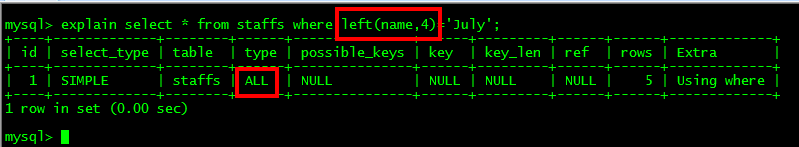 mysql> explain select * from staffs where left(name,4)='July';
+----+-------------+--------+------+---------------+------+---------+------+------+-------------+
| id | select_type | table | type | possible_keys | key | key_len | ref | rows | Extra |
+----+-------------+--------+------+---------------+------+---------+------+------+-------------+
| 1 | SIMPLE | staffs | ALL | NULL | NULL | NULL | NULL | 5 | Using where |
+----+-------------+--------+------+---------------+------+---------+------+------+-------------+
1 row in set (0.00 sec)
mysql>